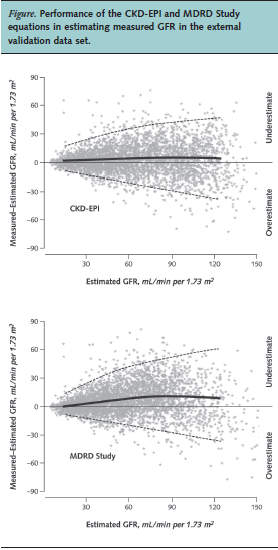 Figure. Performance of the CKD-EPI and MDRD Study
equations in estimating measured GFR in the external
validation data set.
90
60
30
0
–30
–60
–90
Measured–Estimated GFR, mL/min per 1.73 m²
Underestimate
Overestimate
CKD-EPI
30
60
90
120
150
Estimated GFR, mL/min per 1.73 m²
90
60
30
0
–30
–60
–90
Measured–Estimated GFR, mL/min per 1.73 m²
Underestimate
Overestimate
MDRD Study
30
60
90
120
150
Estimated GFR, mL/min per 1.73 m²